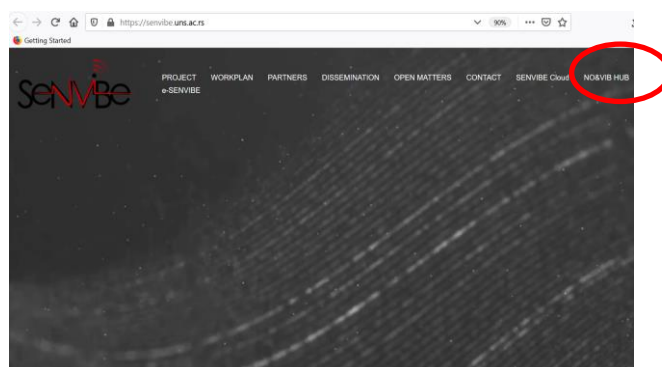 https://senvibe.uns.ac.rs
90%
Getting Started
SENVIBE
PROJECT WORKPLAN PARTNERS DISSEMINATION OPEN MATTERS CONTACT SENVIBE Cloud NO&VIB HUB
e-SENVIBE